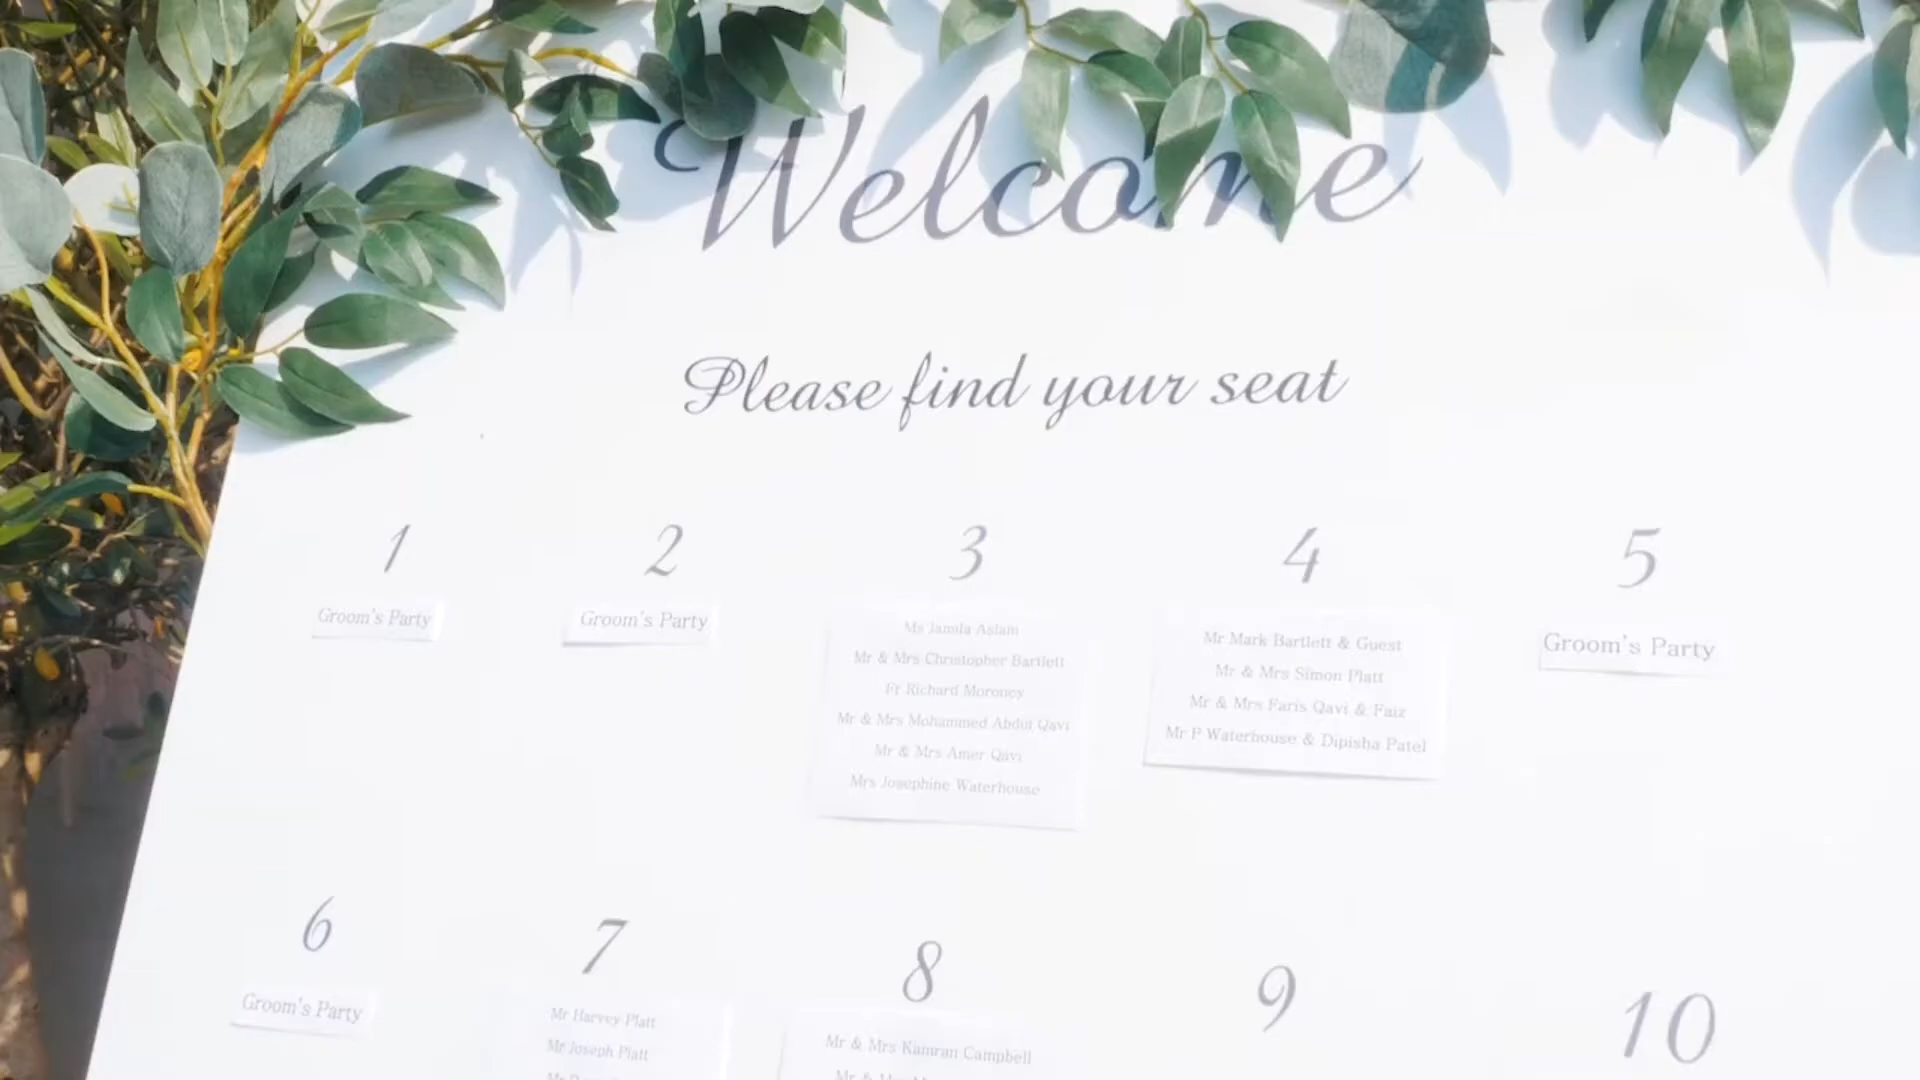 Welcome
Please find your seat
1
Groom's Party
2
Groom's Party
3
Ms Jamila Aslam
Mr & Mrs Christopher Bartlett
Fr Richard Moroney
Mr & Mrs Mohammed Abdul Qavi
Mr & Mrs Amer Qavi
Mrs Josephine Waterhouse
4
Mr Mark Bartlett & Guest
Mr & Mrs Simon Platt
Mr & Mrs Faris Qavi & Faiz
Mr P Waterhouse & Dipisha Patel
5
Groom's Party
6
Groom's Party
7
Mr Harvey Platt
Mr Joseph Platt
8
Mr & Mrs Kamran Campbell
9
10